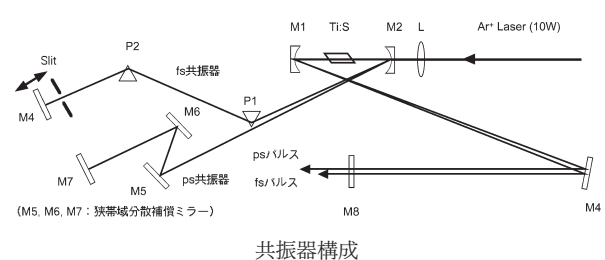 M1 Ti:S M2 L Ar⁺ Laser (10W)
Slit P2
fs共振器
M4 P1
M6
M7 M5 ps共振器
psパルス
fsパルス
M8 M4
(M5, M6, M7：狭帯域分散補償ミラー)
共振器構成